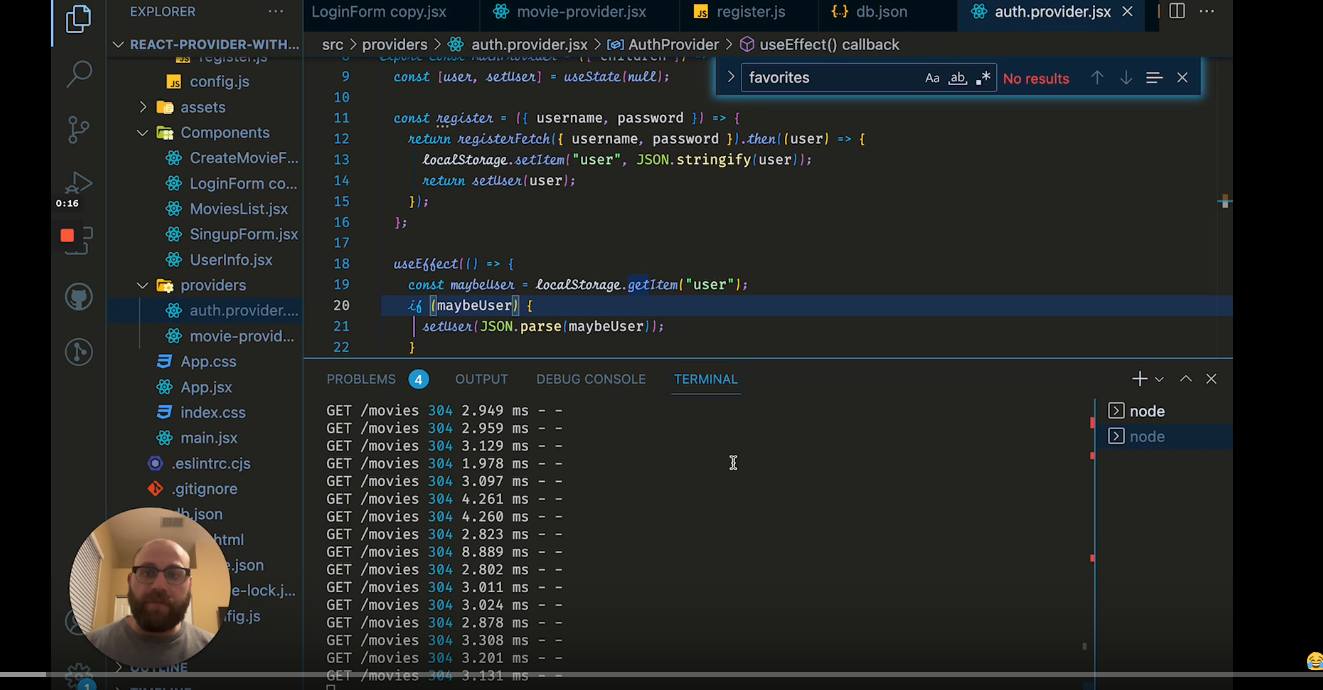 EXPLORER ...
LoginForm copy.jsx movie-provider.jsx JS register.js {..} db.json auth.provider.jsx ...
REACT-PROVIDER-WITH...
src > providers > auth.provider.jsx > AuthProvider > useEffect() callback
JS register.js
JS config.js
assets
Components
CreateMovieF...
LoginForm co...
MoviesList.jsx
SingupForm.jsx
UserInfo.jsx
providers
auth.provider....
movie-provid...
App.css
App.jsx
index.css
main.jsx
.eslintrc.cjs
.gitignore
db.json
html
e.json
e-lock.j...
fig.js
OUTLINE
TIMELINE
0:16
1
favorites Aa ab .* No results
8 export const AuthProvider = ({ children }) =>
9 const [user, setUser] = useState(null);
10
11 const register = ({ username, password }) => {
12 return registerFetch({ username, password }).then((user) => {
13 localStorage.setItem("user", JSON.stringify(user));
14 return setUser(user);
15 });
16 };
17
18 useEffect(() => {
19 const maybeUser = localStorage.getItem("user");
20 if (maybeUser) {
21 setUser(JSON.parse(maybeUser));
22 }
PROBLEMS 4 OUTPUT DEBUG CONSOLE TERMINAL
GET /movies 304 2.949 ms - -
GET /movies 304 2.959 ms - -
GET /movies 304 3.129 ms - -
GET /movies 304 1.978 ms - -
GET /movies 304 3.097 ms - -
GET /movies 304 4.261 ms - -
GET /movies 304 4.260 ms - -
GET /movies 304 2.823 ms - -
GET /movies 304 8.889 ms - -
GET /movies 304 2.802 ms - -
GET /movies 304 3.011 ms - -
GET /movies 304 3.024 ms - -
GET /movies 304 2.878 ms - -
GET /movies 304 3.308 ms - -
GET /movies 304 3.201 ms - -
GET /movies 304 3.131 ms - -
node
node